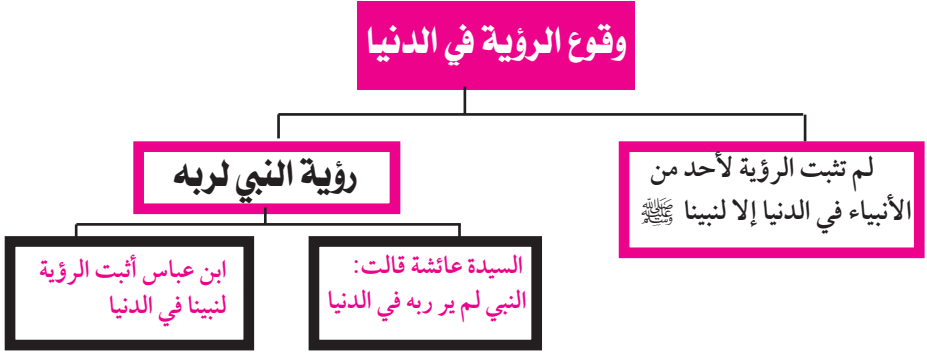 وقوع الرؤية في الدنيا
لم تثبت الرؤية لأحد من
الأنبياء في الدنيا إلا لنبينا ﷺ
رؤية النبي لربه
السيدة عائشة قالت:
النبي لم ير ربه في الدنيا
ابن عباس أثبت الرؤية
لنبينا في الدنيا